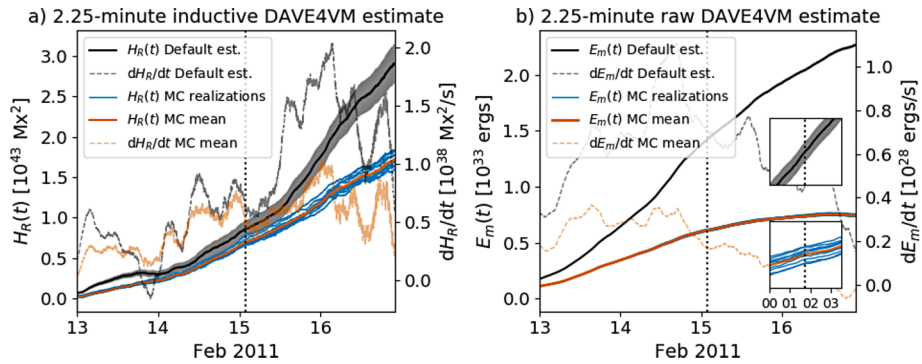 a) 2.25-minute inductive DAVE4VM estimate
b) 2.25-minute raw DAVE4VM estimate
H_R(t) [10^43 Mx^2]
3.0
2.5
2.0
1.5
1.0
0.5
0.0
H_R(t) Default est.
dH_R/dt Default est.
H_R(t) MC realizations
H_R(t) MC mean
dH_R/dt MC mean
2.0
1.5
1.0
0.5
0.0
dH_R/dt [10^38 Mx^2/s]
13 14 15 16
Feb 2011
E_m(t) [10^33 ergs]
2.0
1.5
1.0
0.5
0.0
E_m(t) Default est.
dE_m/dt Default est.
E_m(t) MC realizations
E_m(t) MC mean
dE_m/dt MC mean
00 01 02 03
1.0
0.8
0.6
0.4
0.2
0.0
dE_m/dt [10^28 ergs/s]
13 14 15 16
Feb 2011